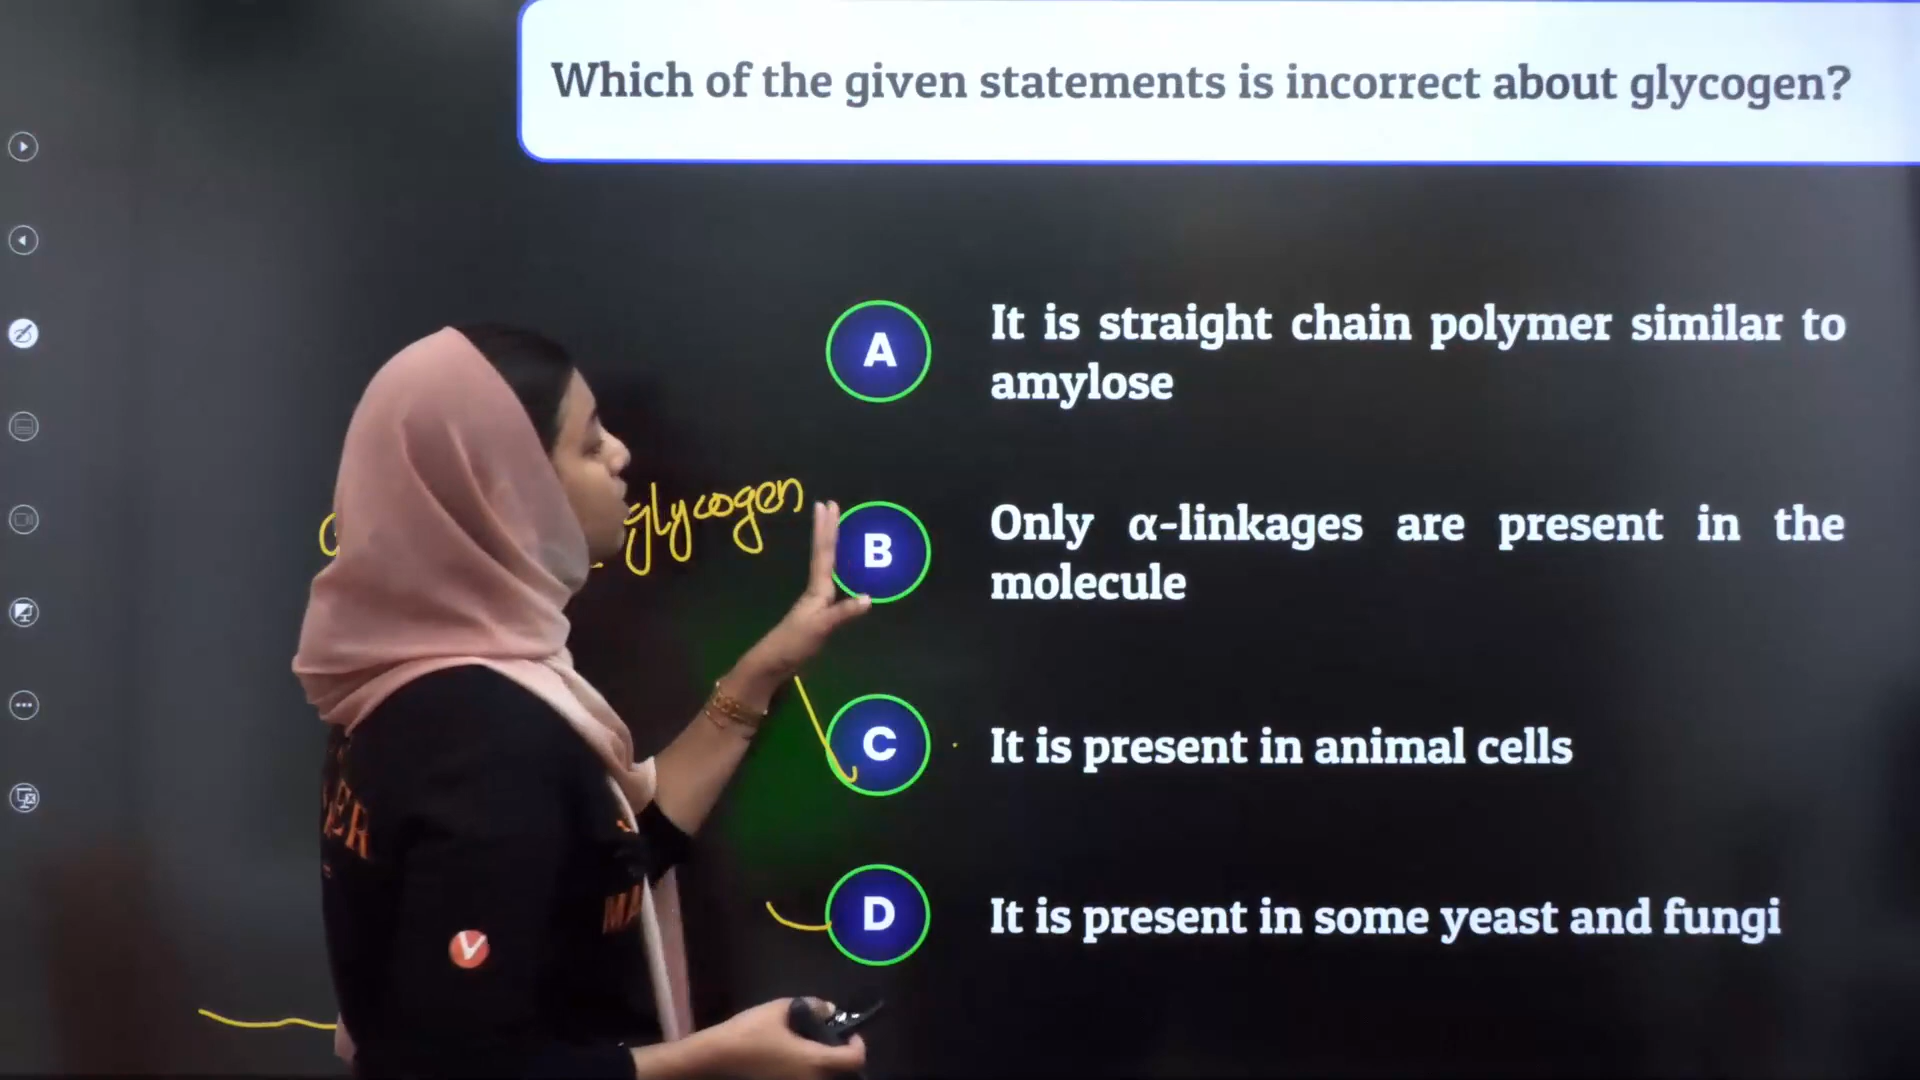 Which of the given statements is incorrect about glycogen?
A
It is straight chain polymer similar to
amylose
glycogen
B
Only α-linkages are present in the
molecule
C
It is present in animal cells
D
It is present in some yeast and fungi
V